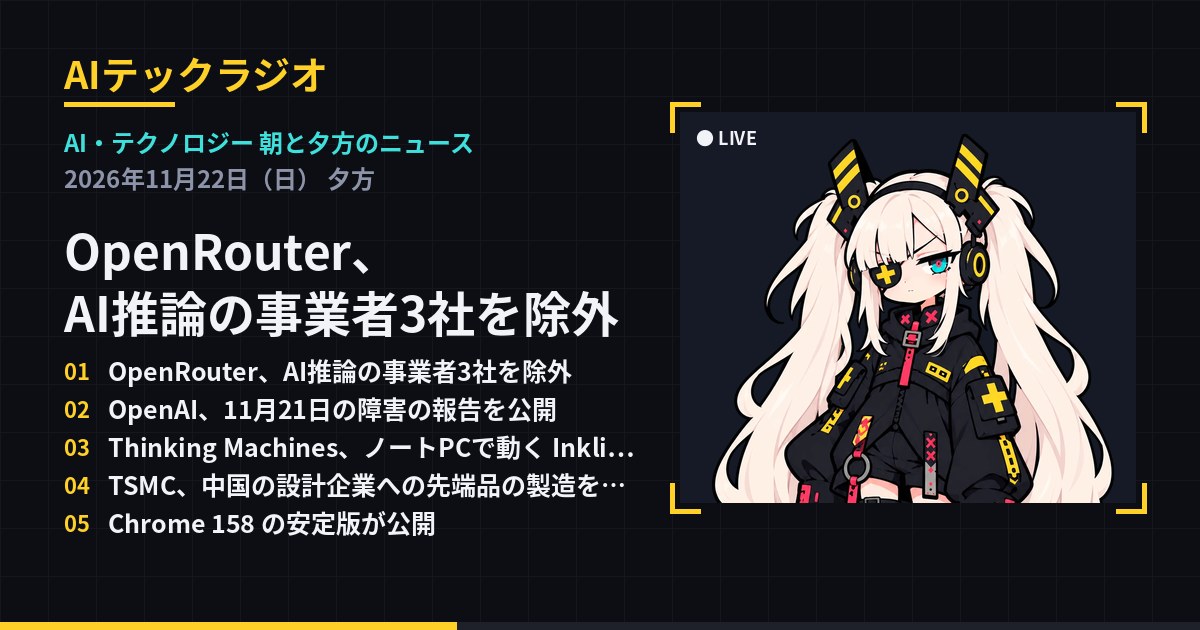 AIテックラジオ
AI・テクノロジー 朝と夕方のニュース
2026年11月22日（日） 夕方
OpenRouter、
AI推論の事業者3社を除外
01 OpenRouter、AI推論の事業者3社を除外
02 OpenAI、11月21日の障害の報告を公開
03 Thinking Machines、ノートPCで動く Inkli…
04 TSMC、中国の設計企業への先端品の製造を…
05 Chrome 158 の安定版が公開
LIVE